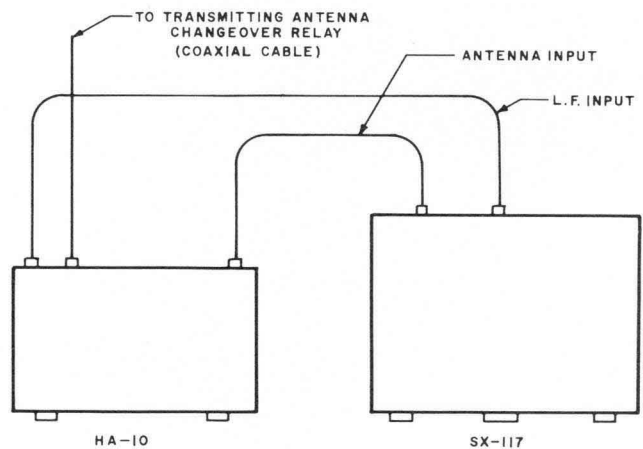 TO TRANSMITTING ANTENNA
CHANGEOVER RELAY
(COAXIAL CABLE)
ANTENNA INPUT
L.F. INPUT
HA-10
SX-117